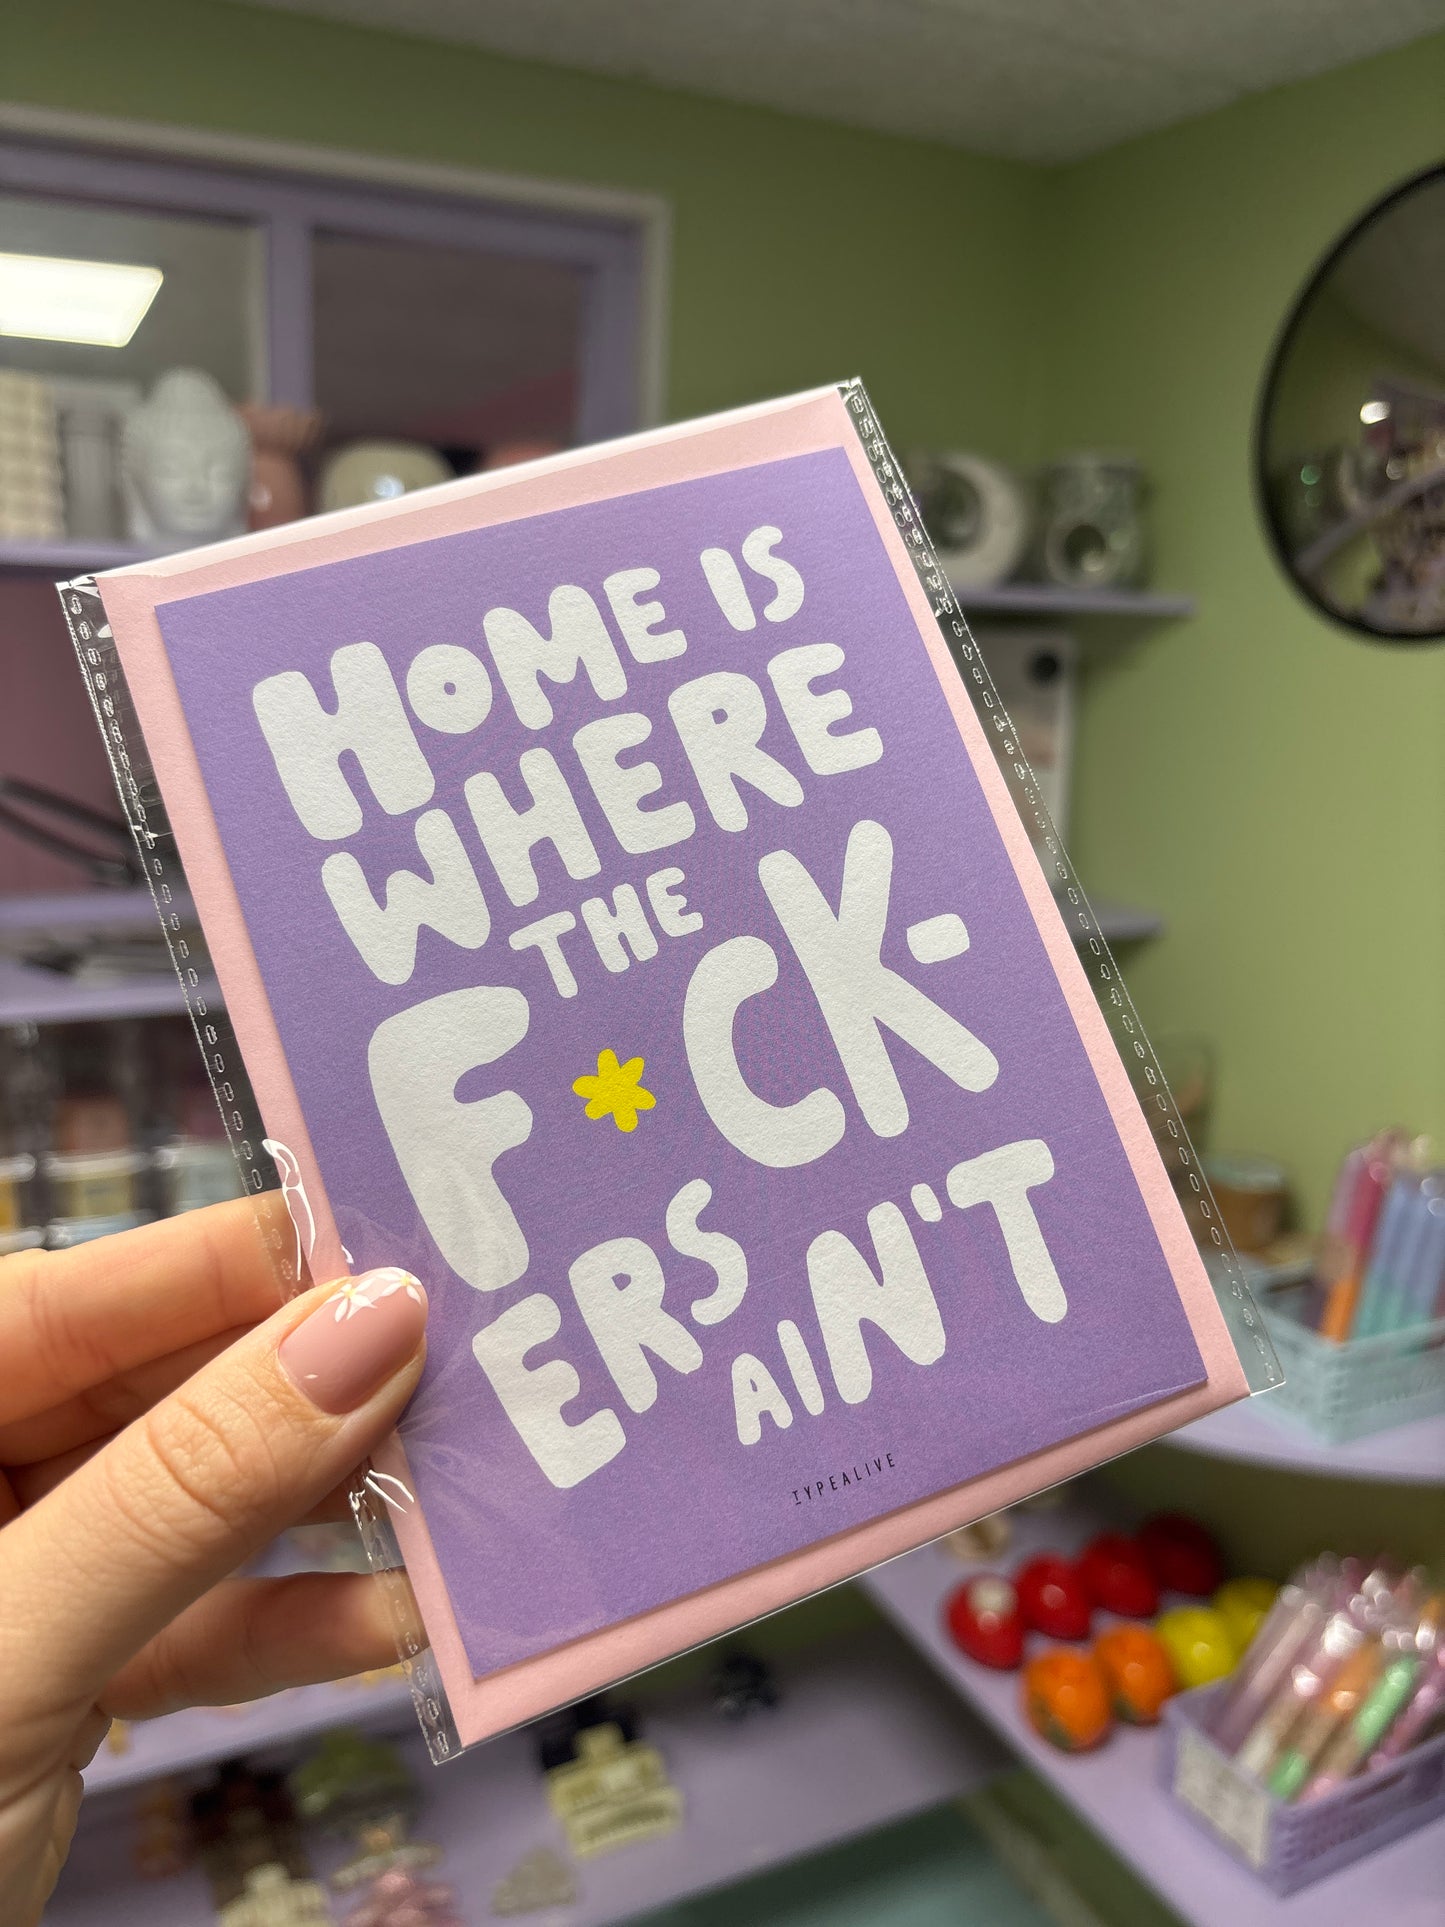 HOME IS
WHERE
THE
F*CK-
ERS
AIN'T
TYPEALIVE